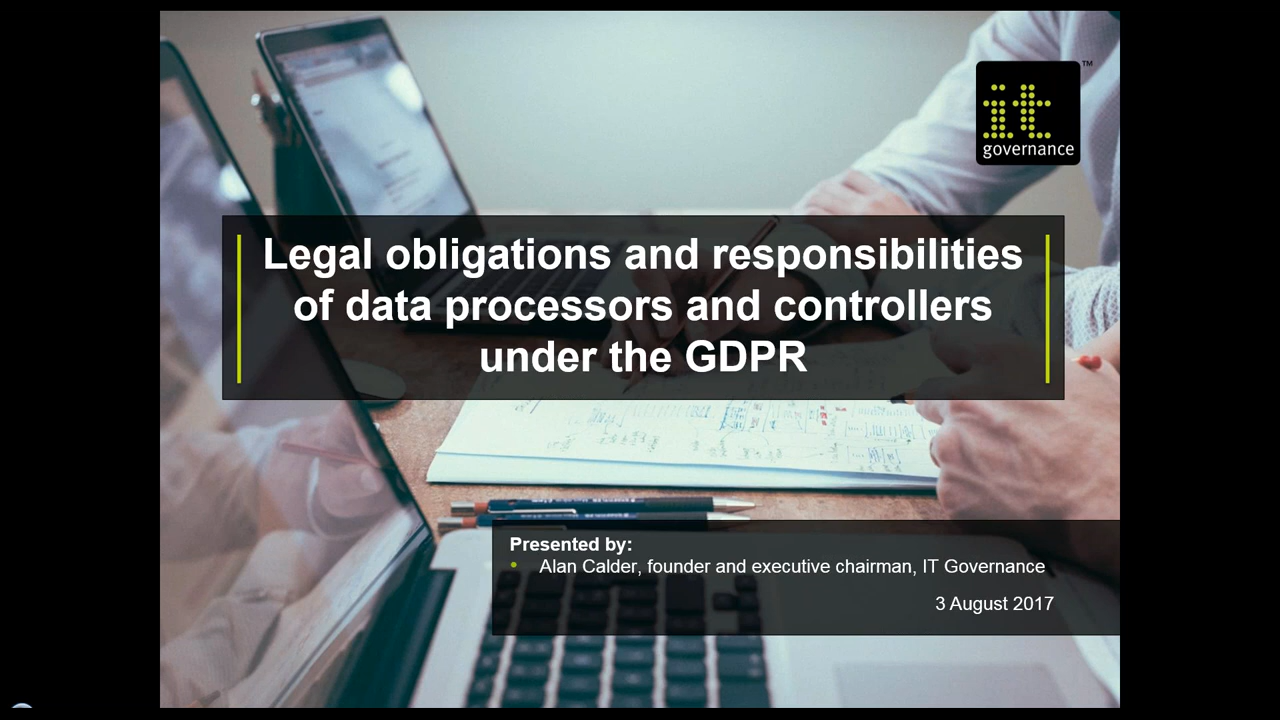 it
governance
™
Legal obligations and responsibilities
of data processors and controllers
under the GDPR
Presented by:
• Alan Calder, founder and executive chairman, IT Governance
3 August 2017